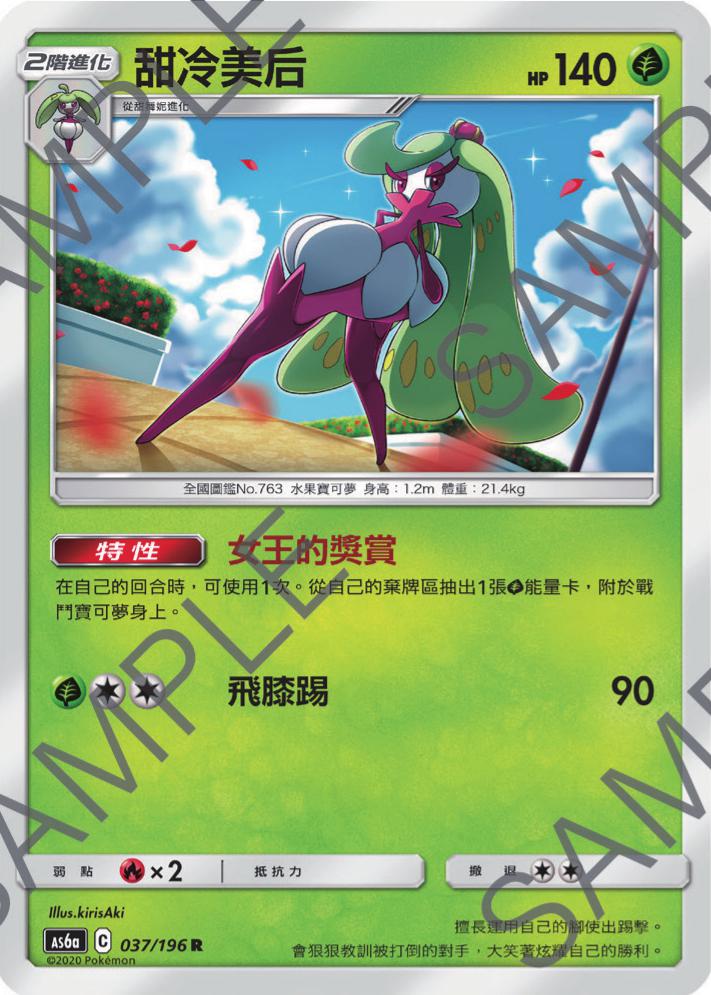 2階進化
甜冷美后
HP 140
從甜舞妮進化
全國圖鑑No.763 水果寶可夢 身高：1.2m 體重：21.4kg
特性 女王的獎賞
在自己的回合時，可使用1次。從自己的棄牌區抽出1張能量卡，附於戰
鬥寶可夢身上。
飛膝踢 90
弱點 ×2 抵抗力 撤退
Illus.kirisAki
AS6a C 037/196 R
©2020 Pokémon
擅長運用自己的腳使出踢擊。
會狠狠教訓被打倒的對手，大笑著炫耀自己的勝利。
SAMPLE
SAMPLE
SAMPLE
SAMPLE
SAMPLE
SAMPLE